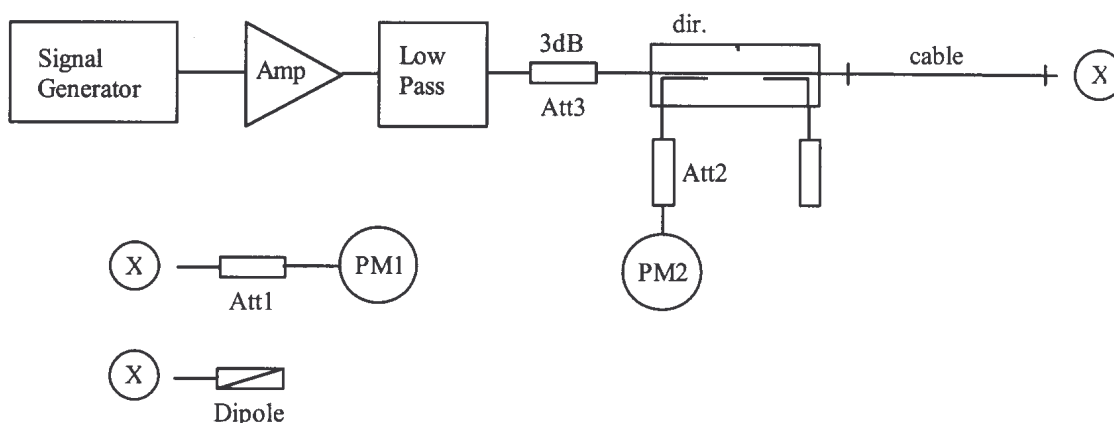 Signal
Generator
Amp
Low
Pass
3dB
Att3
dir.
cable
X
Att2
PM2
X
Att1
PM1
X
Dipole